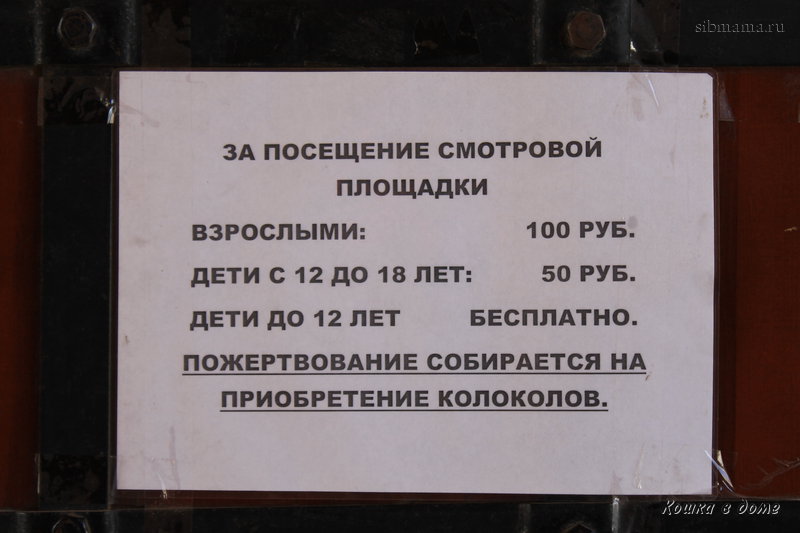 sibmama.ru
ЗА ПОСЕЩЕНИЕ СМОТРОВОЙ
ПЛОЩАДКИ
ВЗРОСЛЫМИ: 100 РУБ.
ДЕТИ С 12 ДО 18 ЛЕТ: 50 РУБ.
ДЕТИ ДО 12 ЛЕТ БЕСПЛАТНО.
ПОЖЕРТВОВАНИЕ СОБИРАЕТСЯ НА
ПРИОБРЕТЕНИЕ КОЛОКОЛОВ.
Кошка в доме